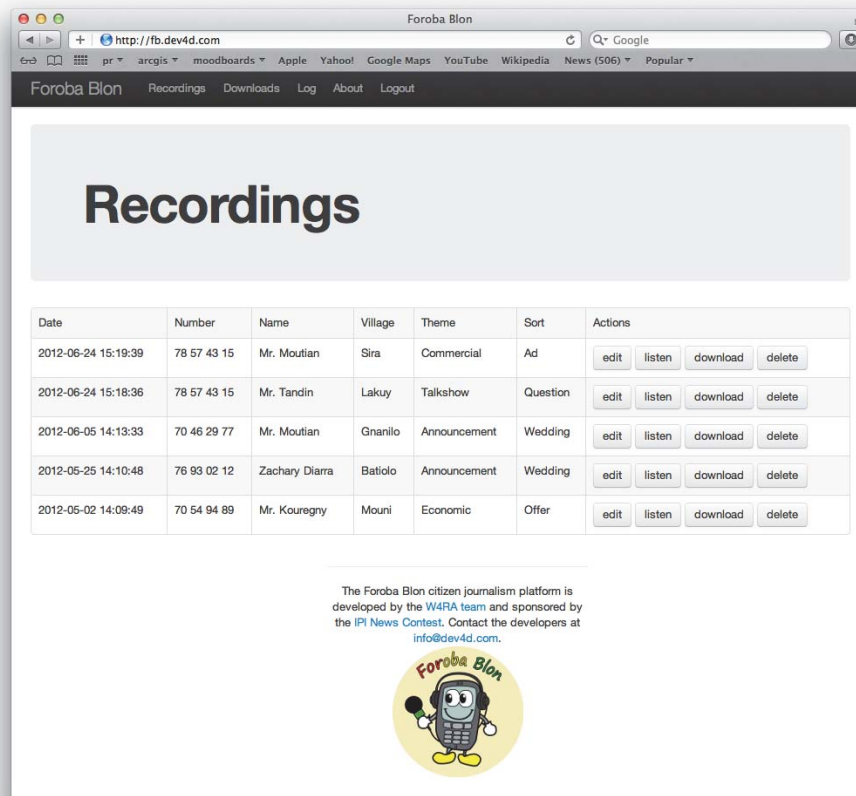 Foroba Blon
http://fb.dev4d.com
Google
pr arcgis moodboards Apple Yahoo! Google Maps YouTube Wikipedia News (506) Popular
Foroba Blon Recordings Downloads Log About Logout
Recordings
Date Number Name Village Theme Sort Actions
2012-06-24 15:19:39 78 57 43 15 Mr. Moutian Sira Commercial Ad edit listen download delete
2012-06-24 15:18:36 78 57 43 15 Mr. Tandin Lakuy Talkshow Question edit listen download delete
2012-06-05 14:13:33 70 46 29 77 Mr. Moutian Gnanilo Announcement Wedding edit listen download delete
2012-05-25 14:10:48 76 93 02 12 Zachary Diarra Batiolo Announcement Wedding edit listen download delete
2012-05-02 14:09:49 70 54 94 89 Mr. Kouregny Mouni Economic Offer edit listen download delete
The Foroba Blon citizen journalism platform is
developed by the W4RA team and sponsored by
the IPI News Contest. Contact the developers at
info@dev4d.com.
Foroba Blon